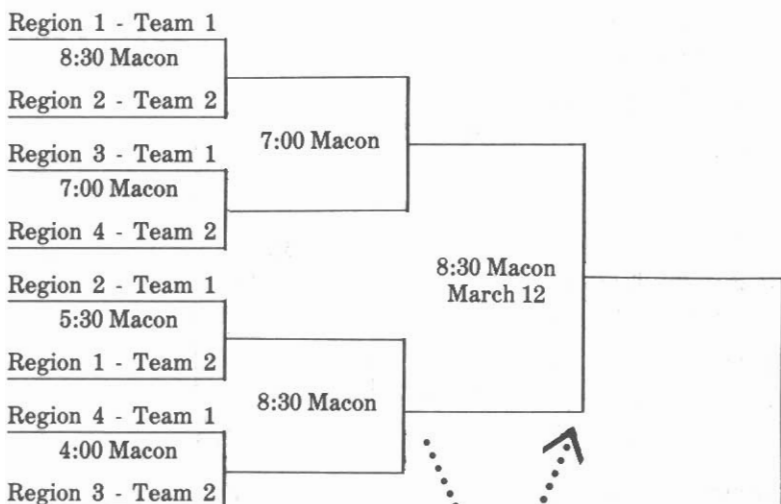 Region 1 - Team 1
8:30 Macon
Region 2 - Team 2
7:00 Macon
Region 3 - Team 1
7:00 Macon
Region 4 - Team 2
8:30 Macon
March 12
Region 2 - Team 1
5:30 Macon
Region 1 - Team 2
8:30 Macon
Region 4 - Team 1
4:00 Macon
Region 3 - Team 2